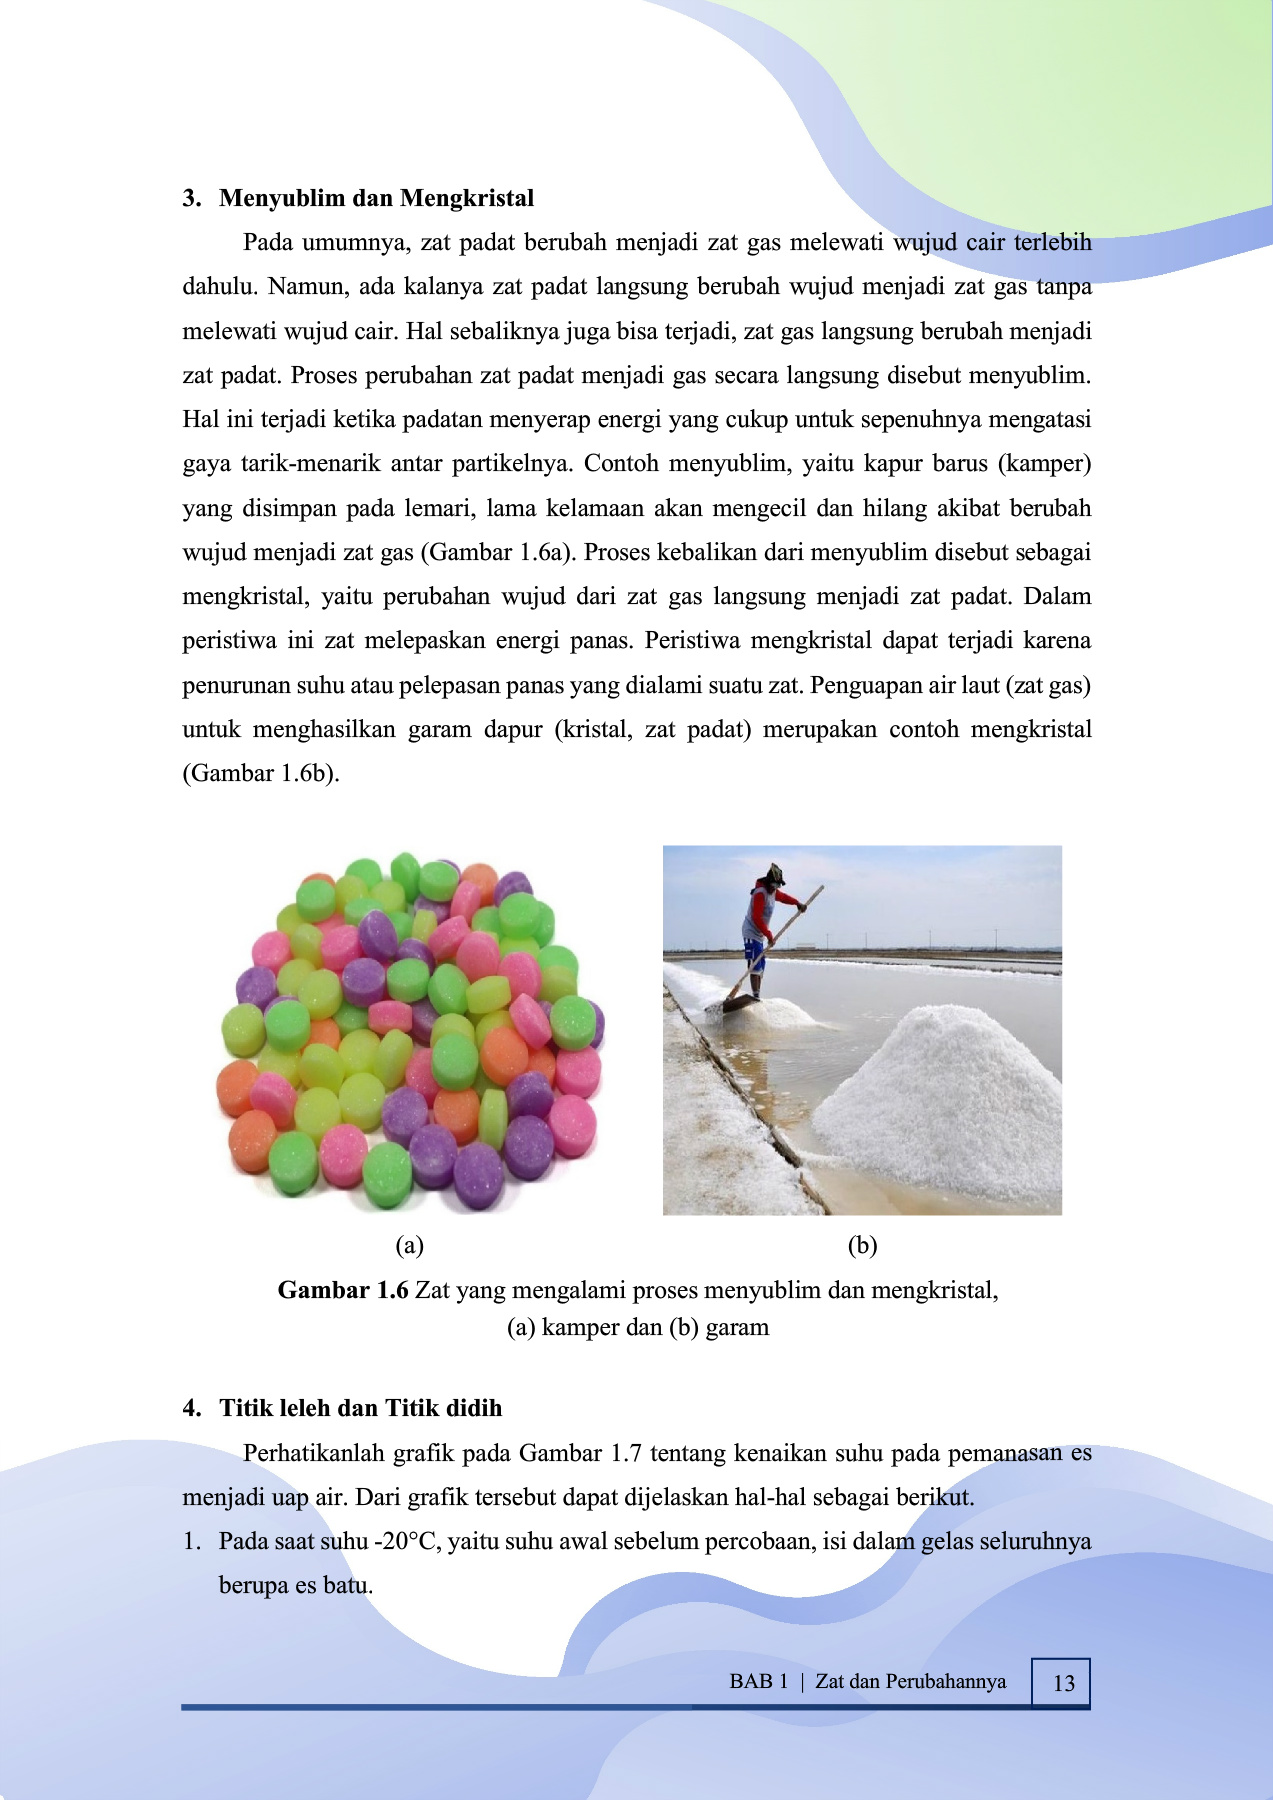 3. Menyublim dan Mengkristal
Pada umumnya, zat padat berubah menjadi zat gas melewati wujud cair terlebih
dahulu. Namun, ada kalanya zat padat langsung berubah wujud menjadi zat gas tanpa
melewati wujud cair. Hal sebaliknya juga bisa terjadi, zat gas langsung berubah menjadi
zat padat. Proses perubahan zat padat menjadi gas secara langsung disebut menyublim.
Hal ini terjadi ketika padatan menyerap energi yang cukup untuk sepenuhnya mengatasi
gaya tarik-menarik antar partikelnya. Contoh menyublim, yaitu kapur barus (kamper)
yang disimpan pada lemari, lama kelamaan akan mengecil dan hilang akibat berubah
wujud menjadi zat gas (Gambar 1.6a). Proses kebalikan dari menyublim disebut sebagai
mengkristal, yaitu perubahan wujud dari zat gas langsung menjadi zat padat. Dalam
peristiwa ini zat melepaskan energi panas. Peristiwa mengkristal dapat terjadi karena
penurunan suhu atau pelepasan panas yang dialami suatu zat. Penguapan air laut (zat gas)
untuk menghasilkan garam dapur (kristal, zat padat) merupakan contoh mengkristal
(Gambar 1.6b).
(a) (b)
Gambar 1.6 Zat yang mengalami proses menyublim dan mengkristal,
(a) kamper dan (b) garam
4. Titik leleh dan Titik didih
Perhatikanlah grafik pada Gambar 1.7 tentang kenaikan suhu pada pemanasan es
menjadi uap air. Dari grafik tersebut dapat dijelaskan hal-hal sebagai berikut.
1. Pada saat suhu -20°C, yaitu suhu awal sebelum percobaan, isi dalam gelas seluruhnya
berupa es batu.
BAB 1 | Zat dan Perubahannya 13